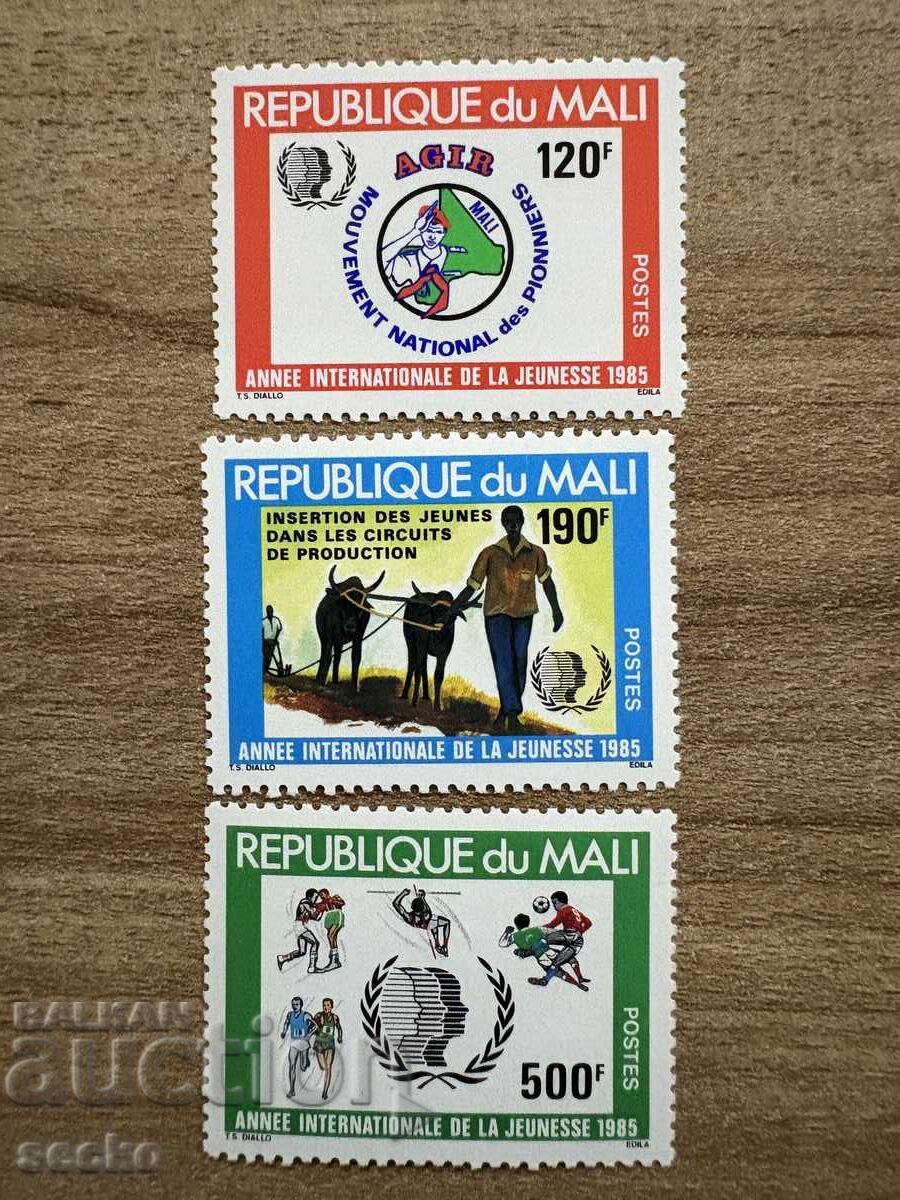 REPUBLIQUE du MALI
AGIR
120F
MALI
MOUVEMENT NATIONAL des PIONNIERS
POSTES
ANNEE INTERNATIONALE DE LA JEUNESSE 1985
T.S. DIALLO
EDILA
REPUBLIQUE du MALI
INSERTION DES JEUNES
DANS LES CIRCUITS
DE PRODUCTION
190F
POSTES
ANNEE INTERNATIONALE DE LA JEUNESSE 1985
T.S. DIALLO
EDILA
REPUBLIQUE du MALI
POSTES
500F
ANNEE INTERNATIONALE DE LA JEUNESSE 1985
T.S. DIALLO
EDILA
BALKAN
auction
secko